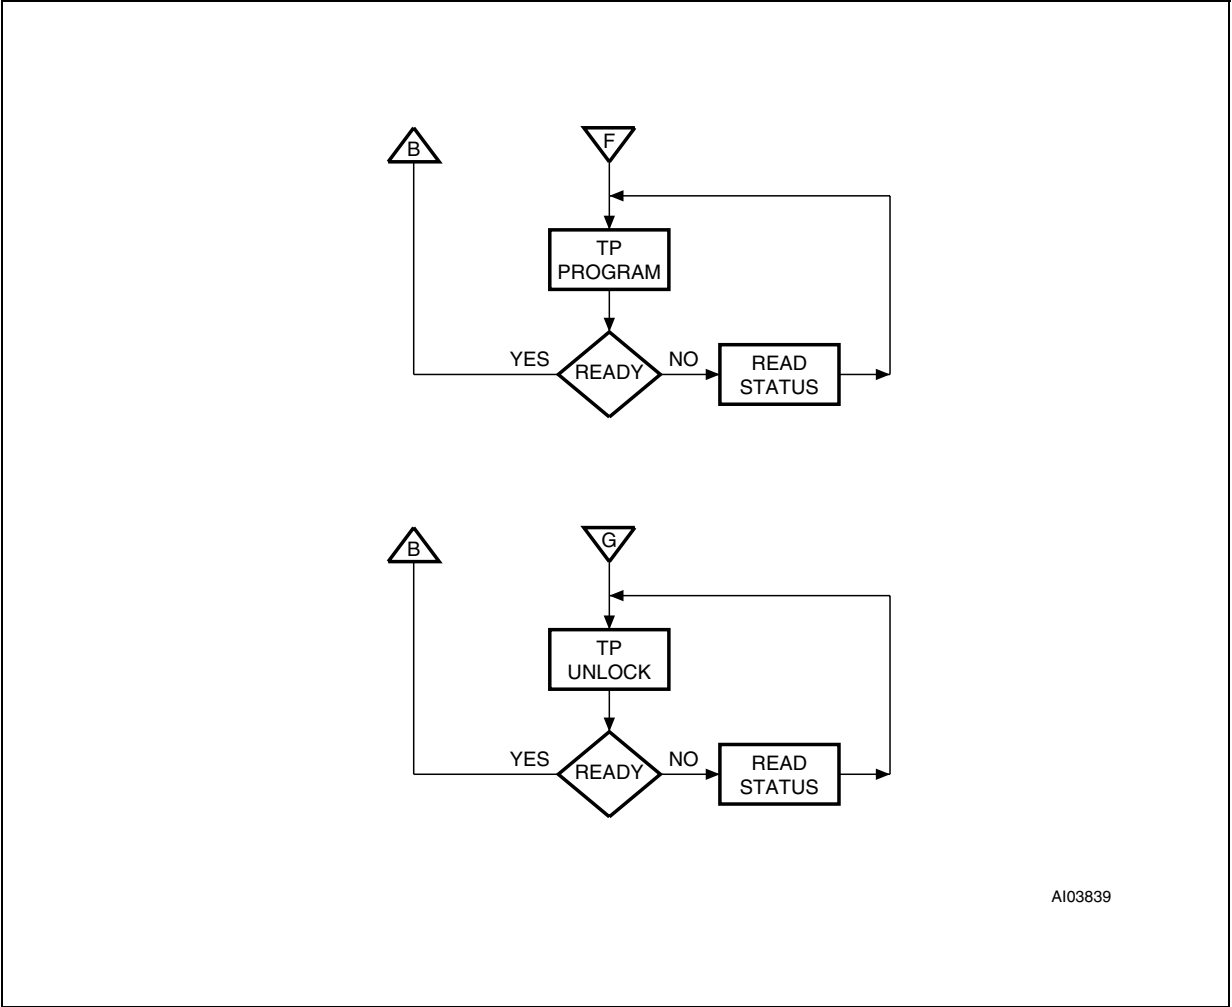 B
F
TP
PROGRAM
YES
READY
NO
READ
STATUS
B
G
TP
UNLOCK
YES
READY
NO
READ
STATUS
AI03839